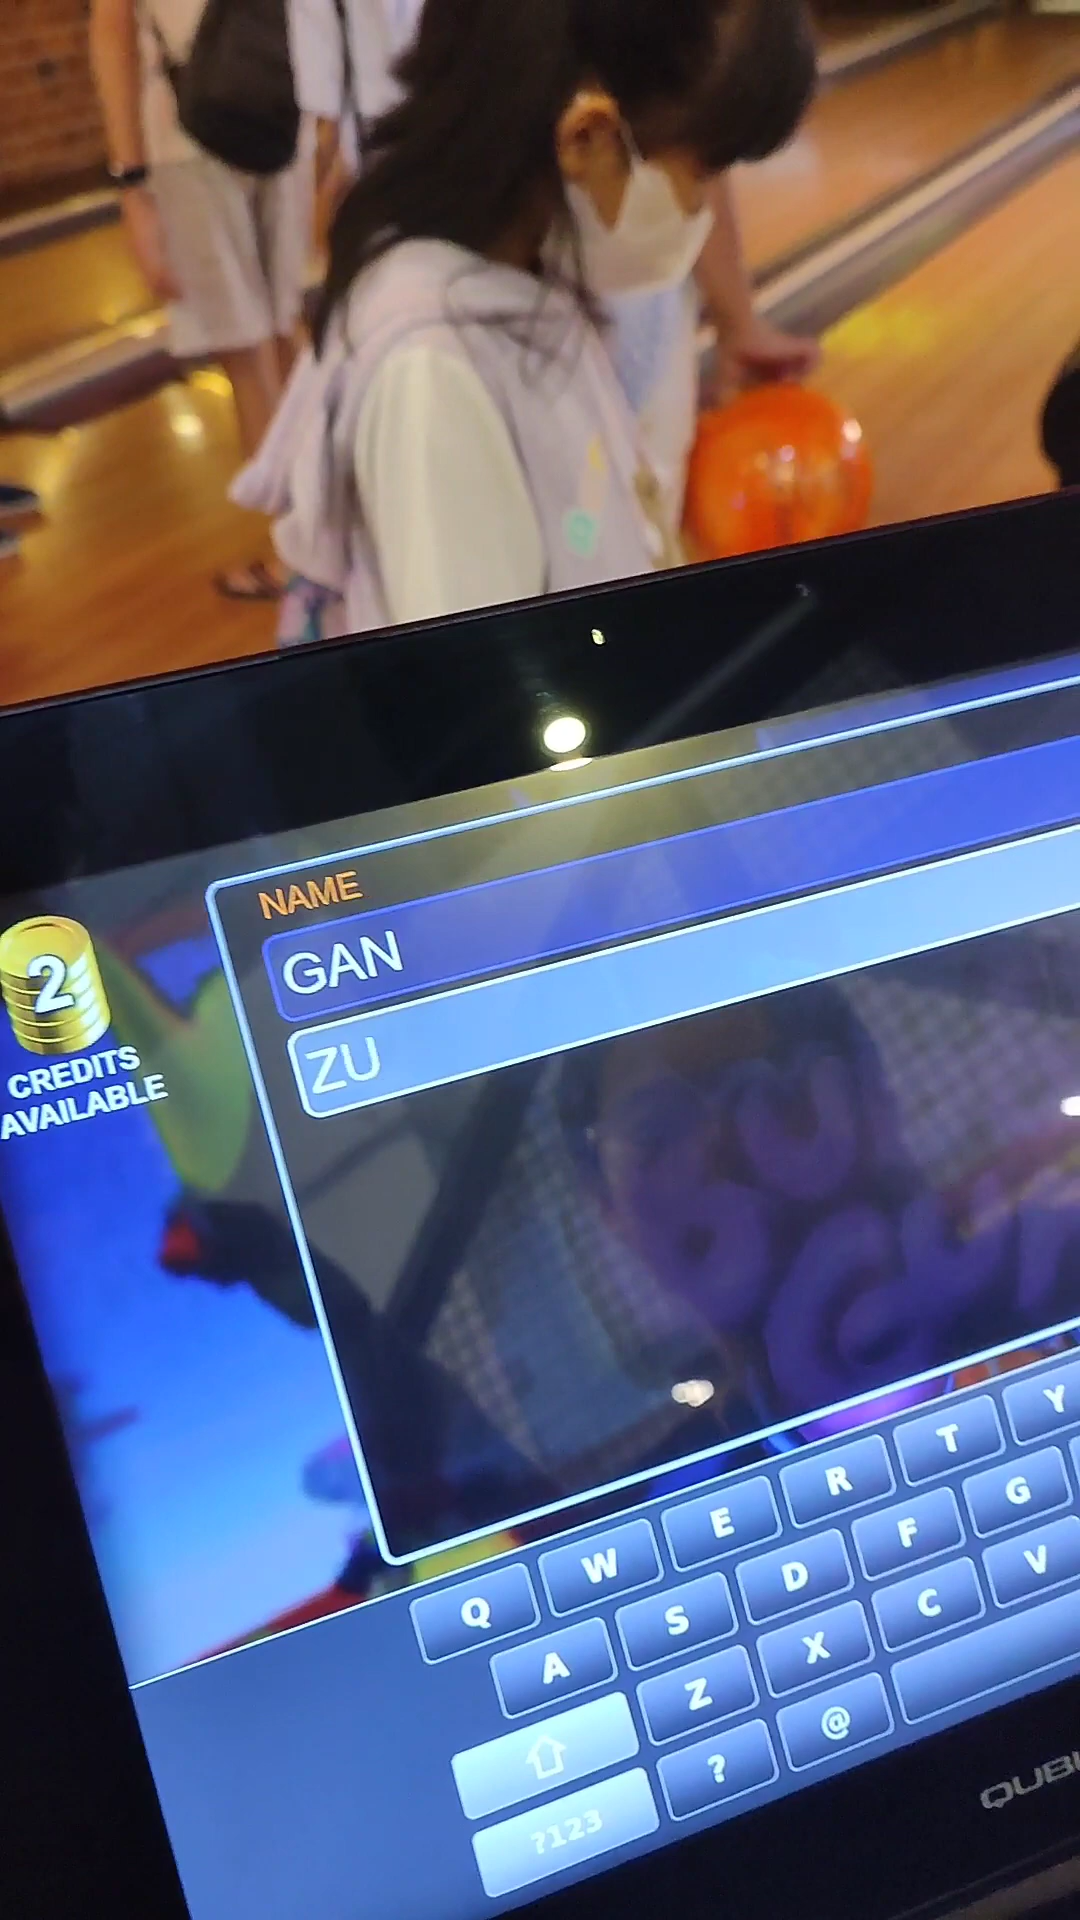 NAME
GAN
ZU
2
CREDITS
AVAILABLE
Q W E R T Y
A S D F G
Z X C V
?123 ? @